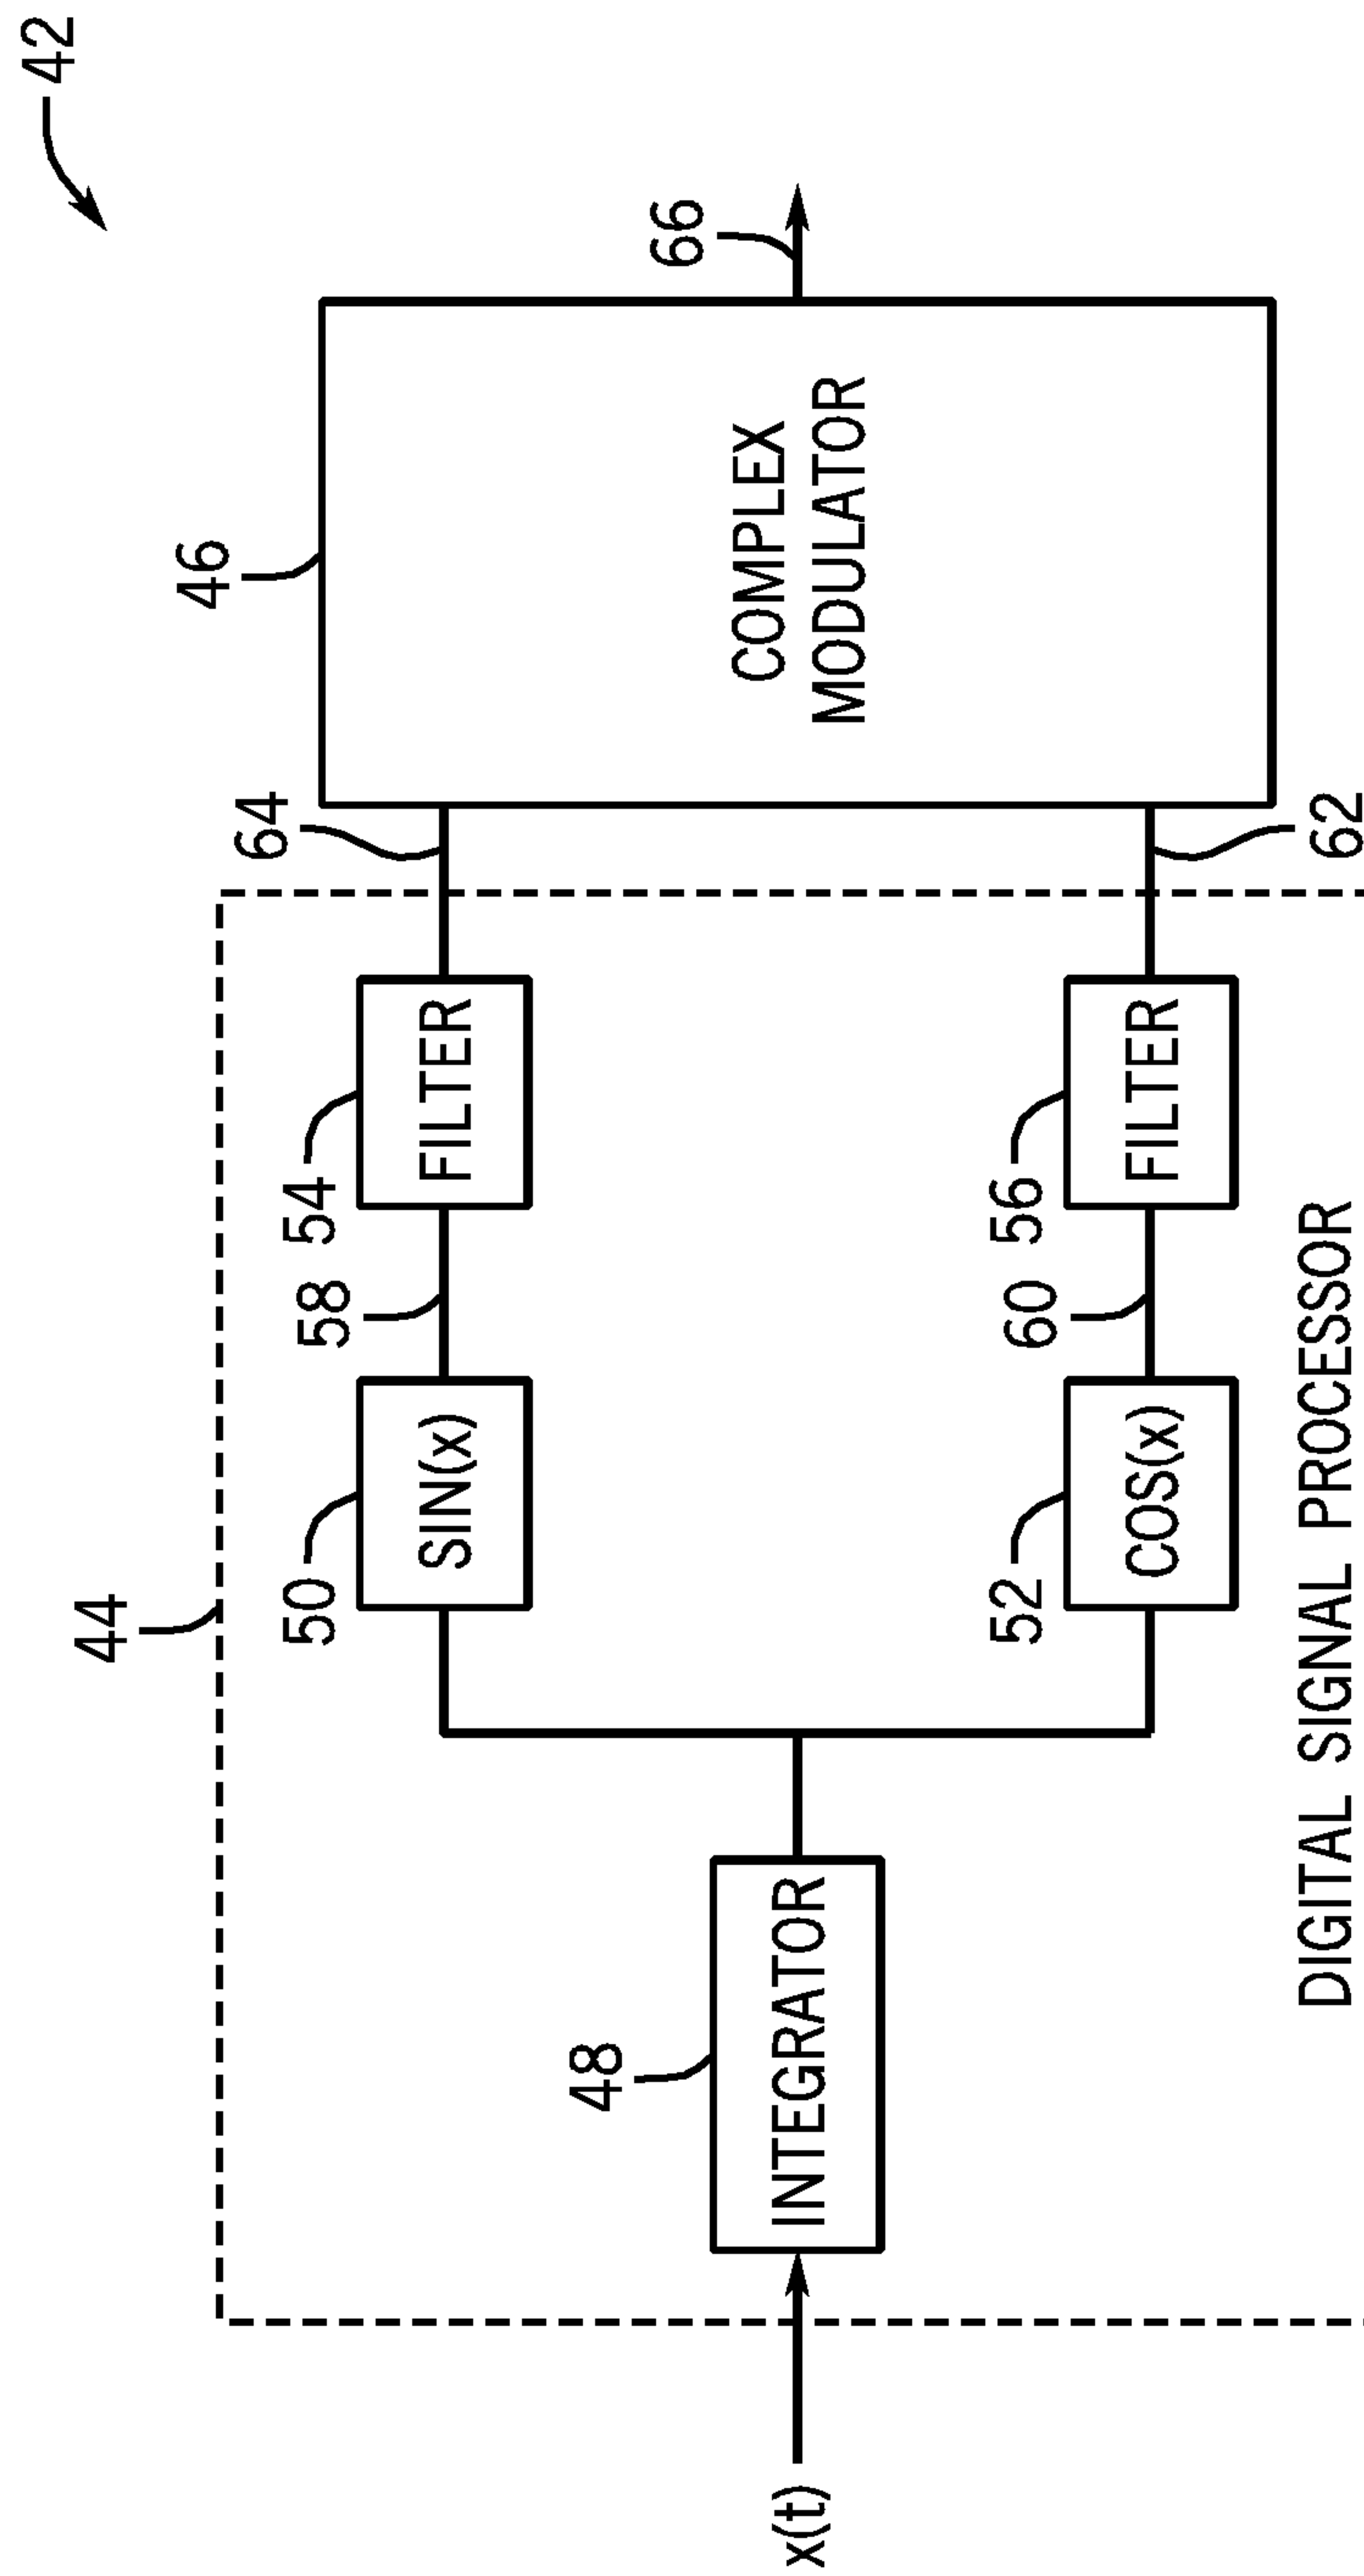 42
44
46
64
66
50
58
54
SIN(x)
FILTER
x(t)
48
INTEGRATOR
COMPLEX
MODULATOR
52
60
56
COS(x)
FILTER
62
DIGITAL SIGNAL PROCESSOR